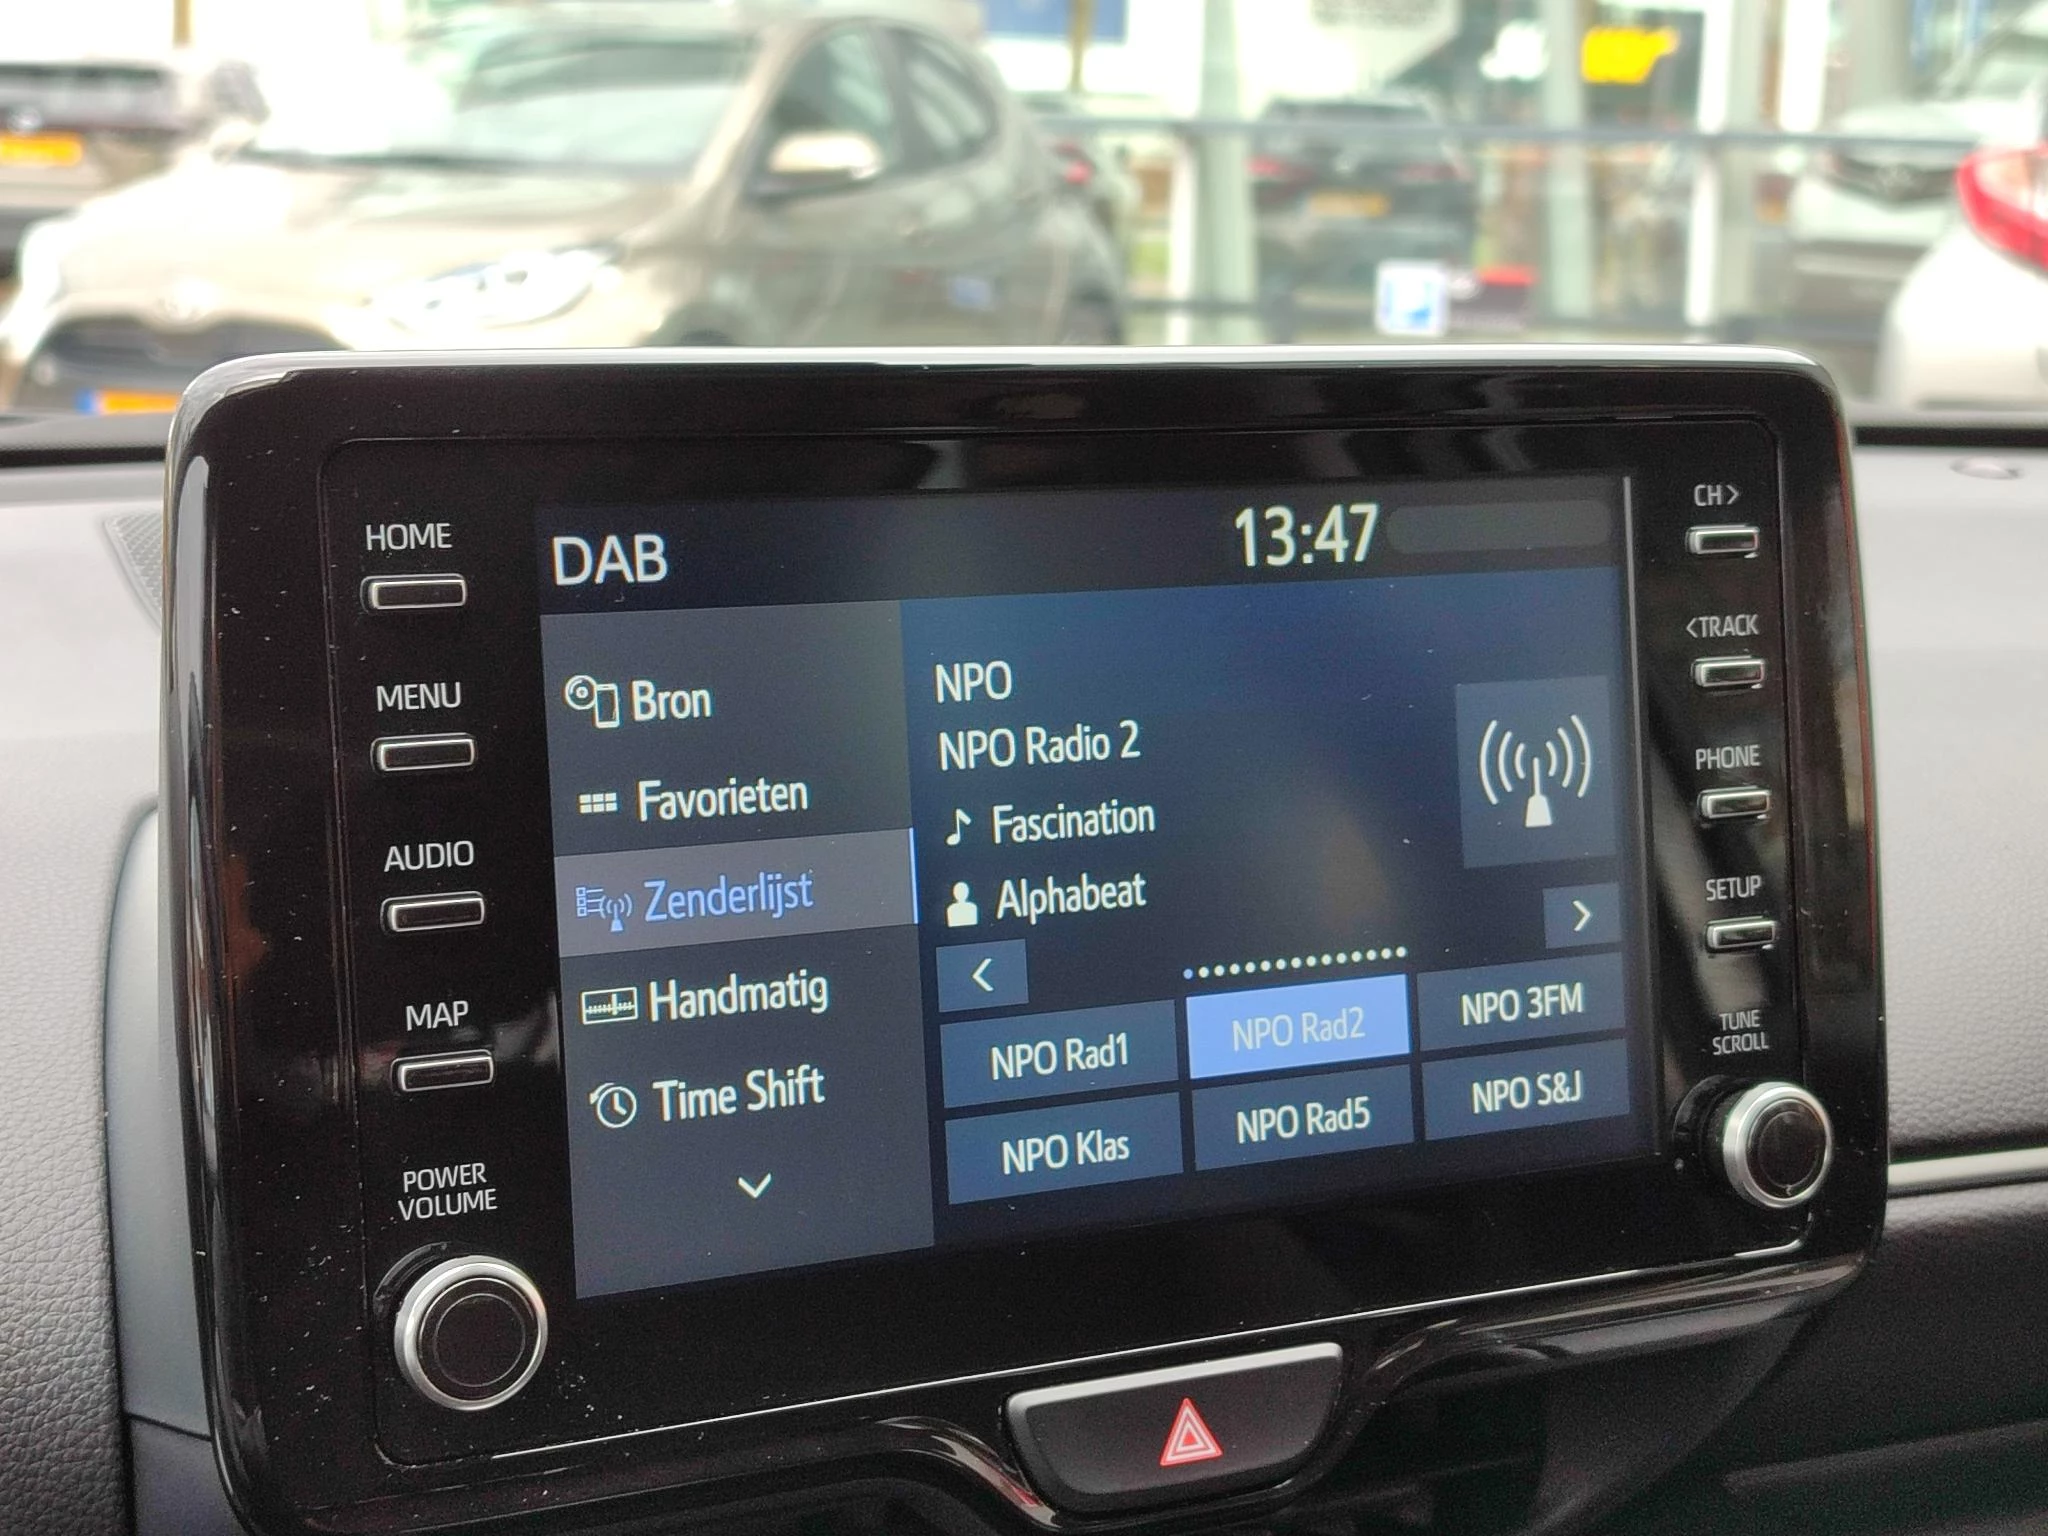 HOME
MENU
AUDIO
MAP
POWER
VOLUME
DAB
13:47
Bron
Favorieten
Zenderlijst
Handmatig
Time Shift
NPO
NPO Radio 2
Fascination
Alphabeat
<
>
NPO Rad1
NPO Rad2
NPO 3FM
NPO Klas
NPO Rad5
NPO S&J
CH>
<TRACK
PHONE
SETUP
TUNE
SCROLL